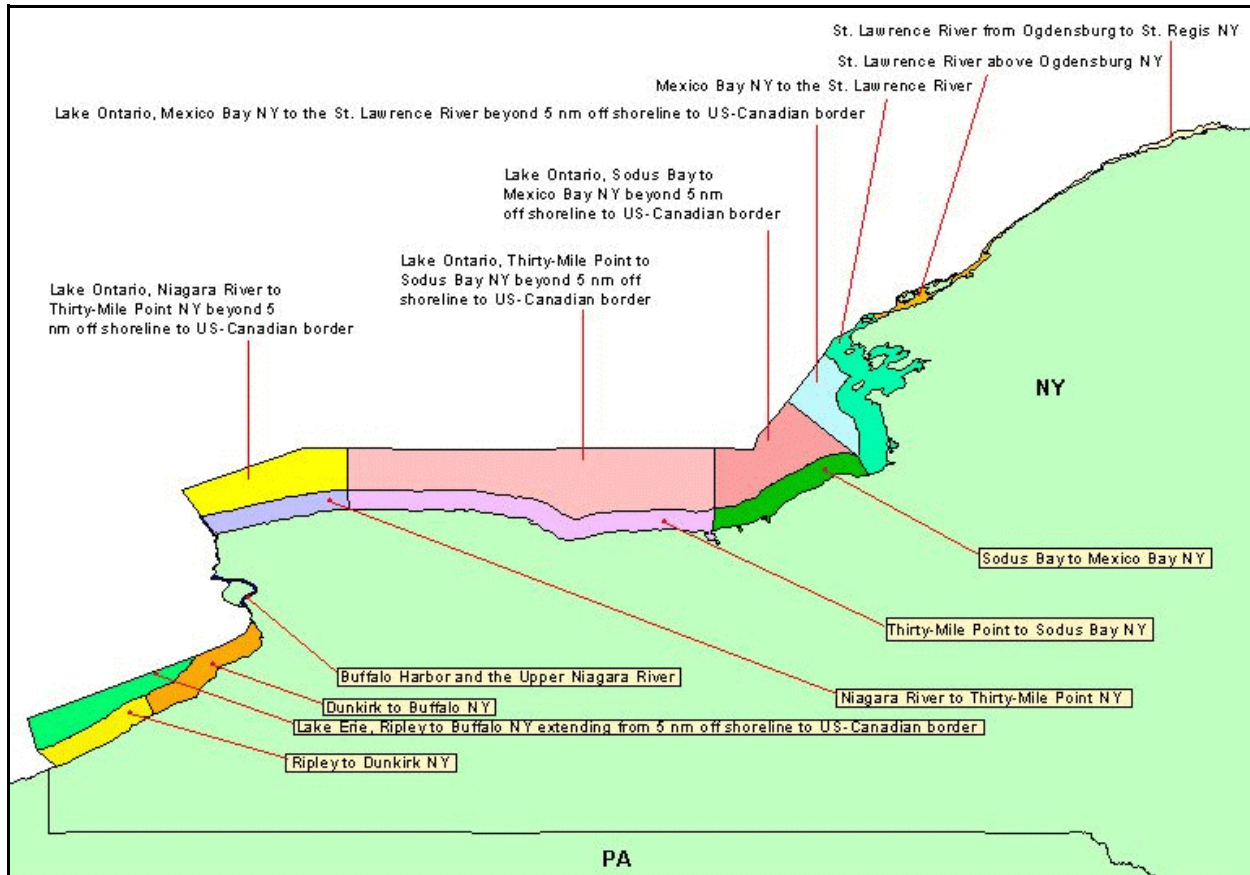 St. Lawrence River from Ogdensburg to St. Regis NY
St. Lawrence River above Ogdensburg NY
Mexico Bay NY to the St. Lawrence River
Lake Ontario, Mexico Bay NY to the St. Lawrence River beyond 5 nm off shoreline to US-Canadian border
Lake Ontario, Sodus Bay to
Mexico Bay NY beyond 5 nm
off shoreline to US-Canadian border
Lake Ontario, Thirty-Mile Point to
Sodus Bay NY beyond 5 nm off
shoreline to US-Canadian border
Lake Ontario, Niagara River to
Thirty-Mile Point NY beyond 5
nm off shoreline to US-Canadian border
NY
Sodus Bay to Mexico Bay NY
Thirty-Mile Point to Sodus Bay NY
Buffalo Harbor and the Upper Niagara River
Niagara River to Thirty-Mile Point NY
Dunkirk to Buffalo NY
Lake Erie, Ripley to Buffalo NY extending from 5 nm off shoreline to US-Canadian border
Ripley to Dunkirk NY
PA